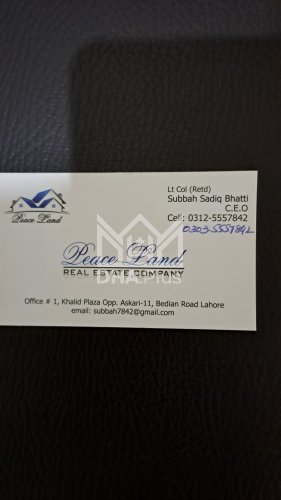 Peace Land
Lt Col (Retd)
Subbah Sadiq Bhatti
C.E.O
Cell: 0312-5557842
0303-5557842
Peace Land
REAL ESTATE COMPANY
DHA.Plus
Office # 1, Khalid Plaza Opp. Askari-11, Bedian Road Lahore
email: subbah7842@gmail.com